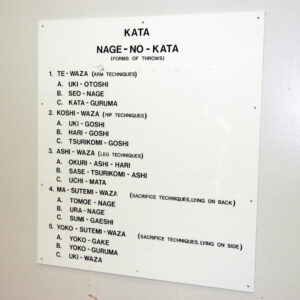 KATA
NAGE-NO-KATA
(FORMS OF THROWS)
1. TE-WAZA (ARM TECHNIQUES)
A. UKI-OTOSHI
B. SEO-NAGE
C. KATA-GURUMA
2. KOSHI-WAZA (HIP TECHNIQUES)
A. UKI-GOSHI
B. HARI-GOSHI
C. TSURIKOMI-GOSHI
3. ASHI-WAZA (LEG TECHNIQUES)
A. OKURI-ASHI-HARI
B. SASE-TSURIKOMI-ASHI
C. UCHI-MATA
4. MA-SUTEMI-WAZA (SACRIFICE TECHNIQUES,LYING ON BACK)
A. TOMOE-NAGE
B. URA-NAGE
C. SUMI-GAESHI
5. YOKO-SUTEMI-WAZA (SACRIFICE TECHNIQUES,LYING ON SIDE)
A. YOKO-GAKE
B. YOKO-GURUMA
C. UKI-WAZA